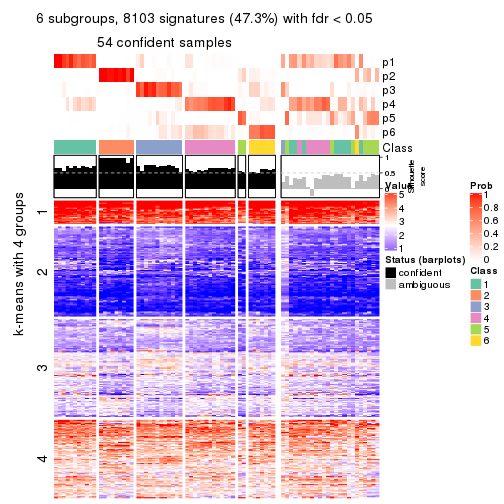 6 subgroups, 8103 signatures (47.3%) with fdr < 0.05
54 confident samples
p1
p2
p3
p4
p5
p6
Class
1
0.5
0
Silhouette
score
k-means with 4 groups
1
2
3
4
Value
5
4
3
2
1
Status (barplots)
confident
ambiguous
Prob
1
0.8
0.6
0.4
0.2
0
Class
1
2
3
4
5
6